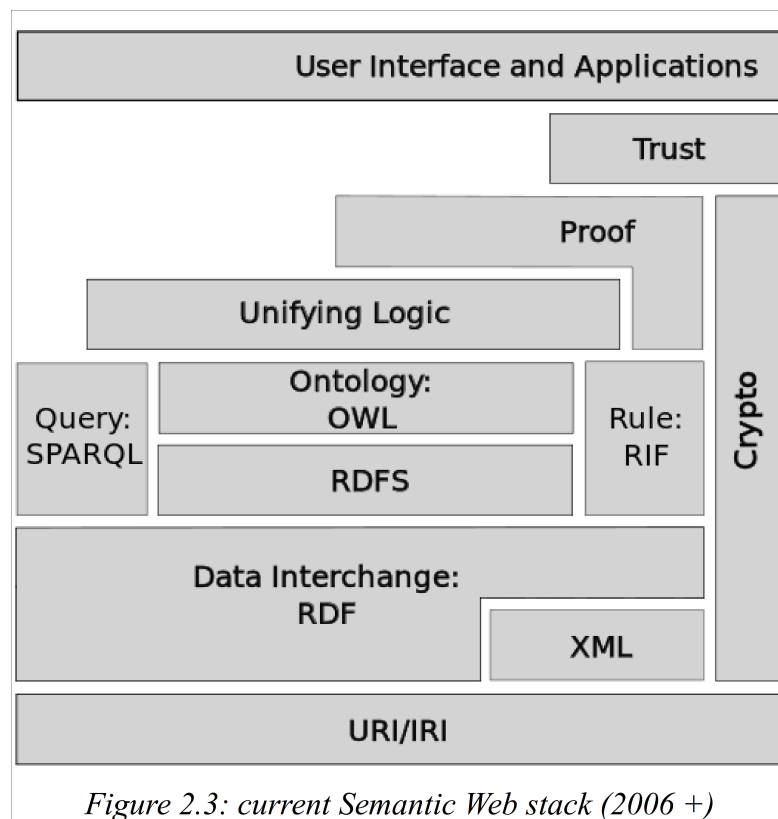 User Interface and Applications
Trust
Proof
Unifying Logic
Ontology:
OWL
Query:
SPARQL
Rule:
RIF
RDFS
Crypto
Data Interchange:
RDF
XML
URI/IRI
Figure 2.3: current Semantic Web stack (2006 +)